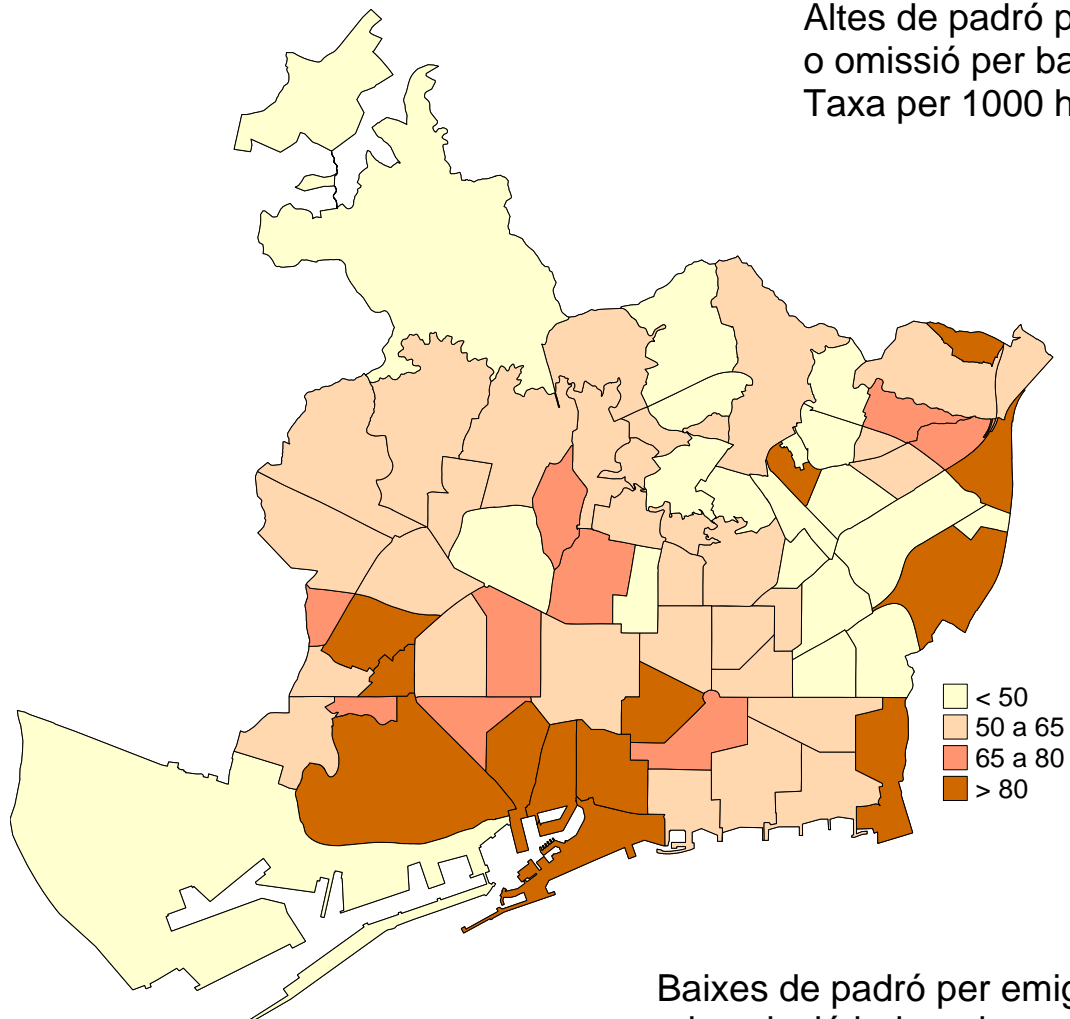 Altes de padró p
o omissió per ba
Taxa per 1000 h
< 50
50 a 65
65 a 80
> 80
Baixes de padró per emig